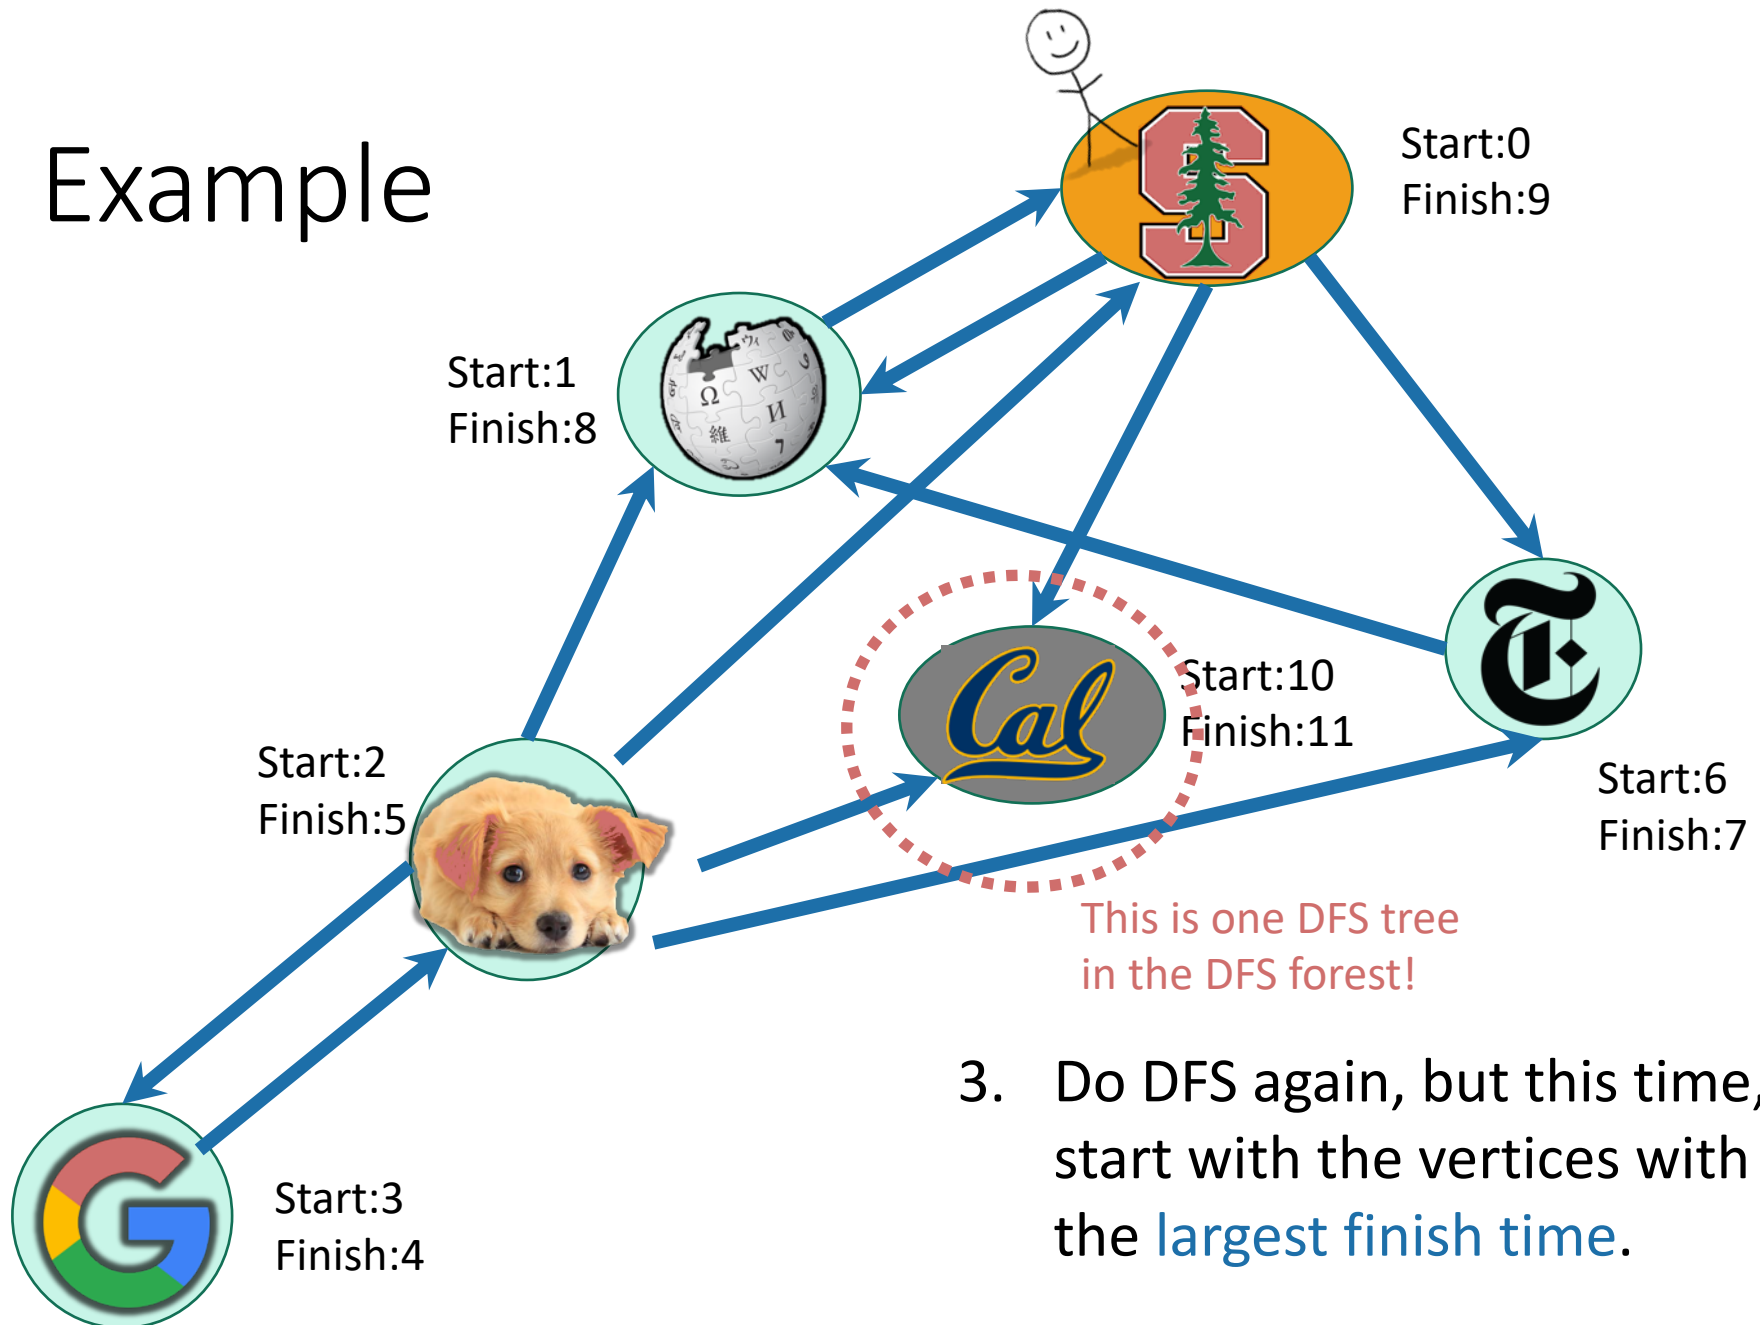 Example
Start:0
Finish:9
Start:1
Finish:8
Ω
W
И
維
Cal
Start:10
Finish:11
Start:2
Finish:5
Start:6
Finish:7
This is one DFS tree
in the DFS forest!
3. Do DFS again, but this time,
start with the vertices with
the largest finish time.
Start:3
Finish:4